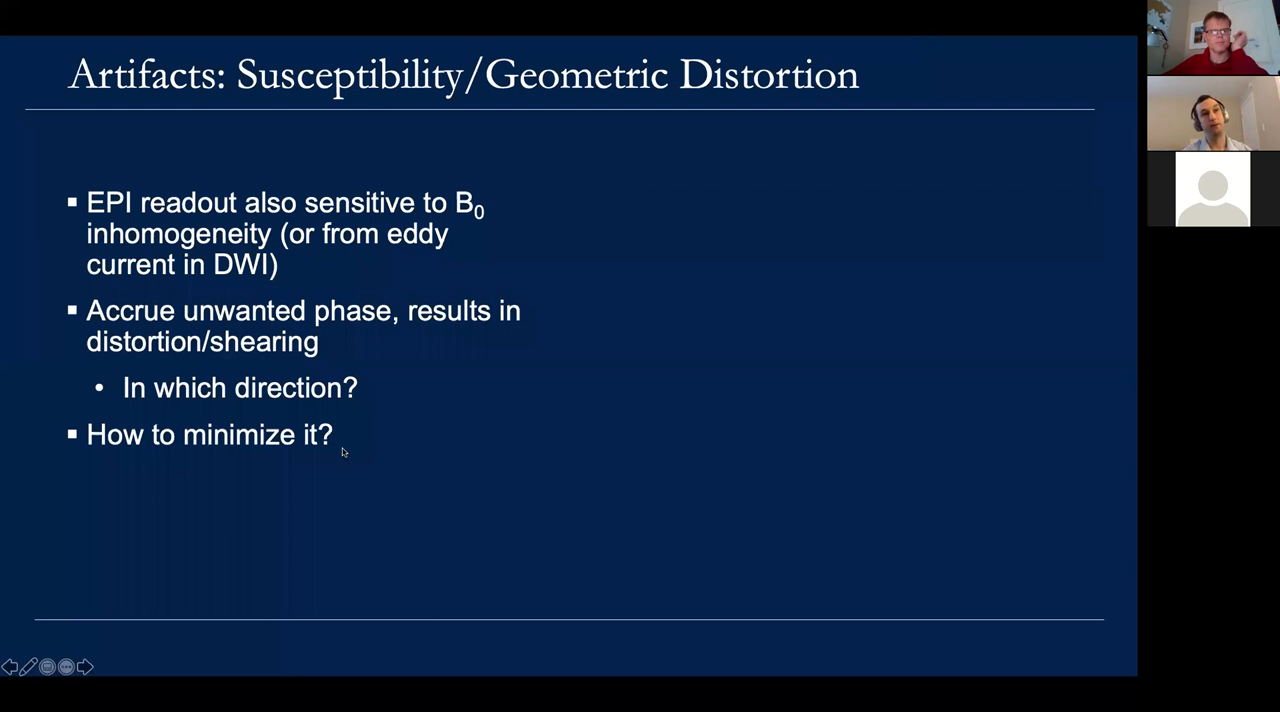 Artifacts: Susceptibility/Geometric Distortion
▪ EPI readout also sensitive to B₀
inhomogeneity (or from eddy
current in DWI)
▪ Accrue unwanted phase, results in
distortion/shearing
• In which direction?
▪ How to minimize it?